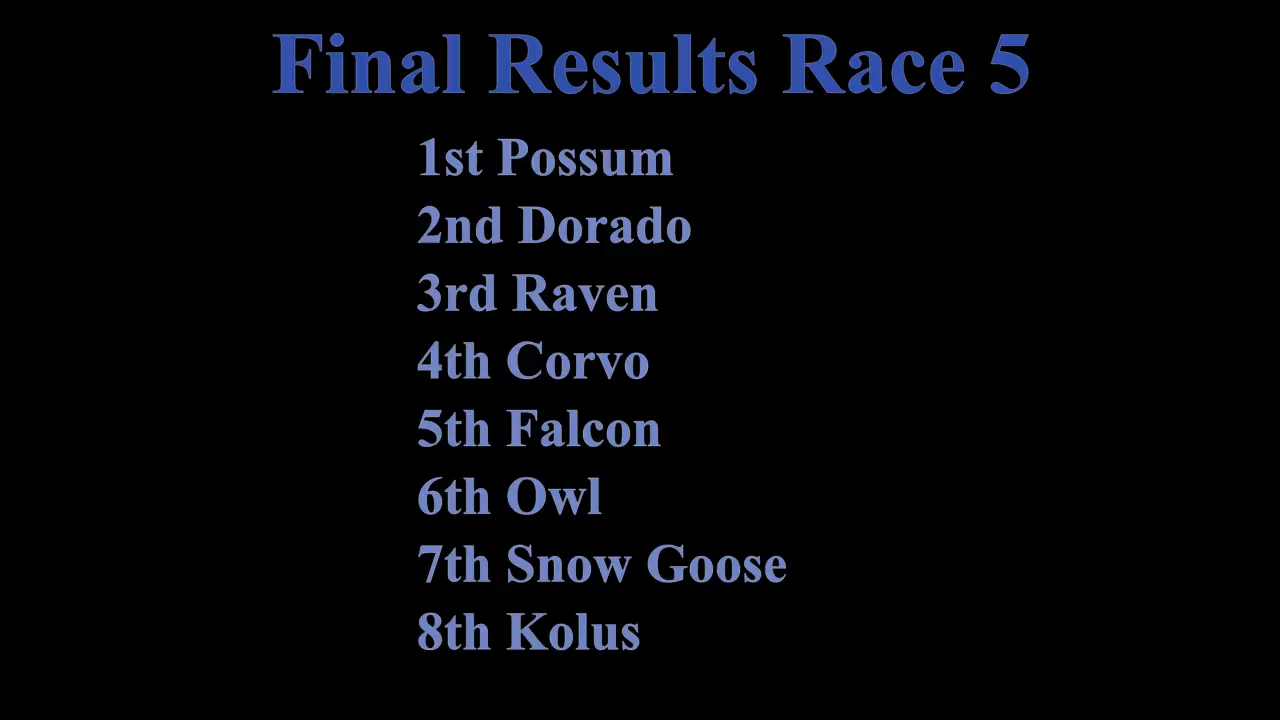 Final Results Race 5
1st Possum
2nd Dorado
3rd Raven
4th Corvo
5th Falcon
6th Owl
7th Snow Goose
8th Kolus